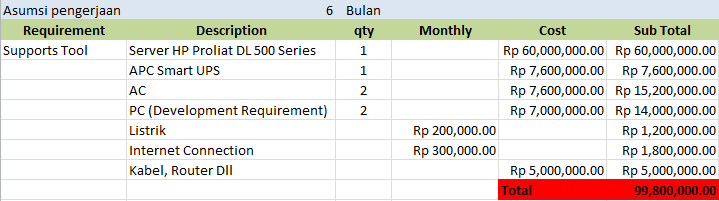 Asumsi pengerjaan 6 Bulan
Requirement Description qty Monthly Cost Sub Total
Supports Tool Server HP Proliat DL 500 Series 1 Rp 60,000,000.00 Rp 60,000,000.00
APC Smart UPS 1 Rp 7,600,000.00 Rp 7,600,000.00
AC 2 Rp 7,600,000.00 Rp 15,200,000.00
PC (Development Requirement) 2 Rp 7,000,000.00 Rp 14,000,000.00
Listrik Rp 200,000.00 Rp 1,200,000.00
Internet Connection Rp 300,000.00 Rp 1,800,000.00
Kabel, Router Dll Rp 5,000,000.00 Rp 5,000,000.00
Total 99,800,000.00